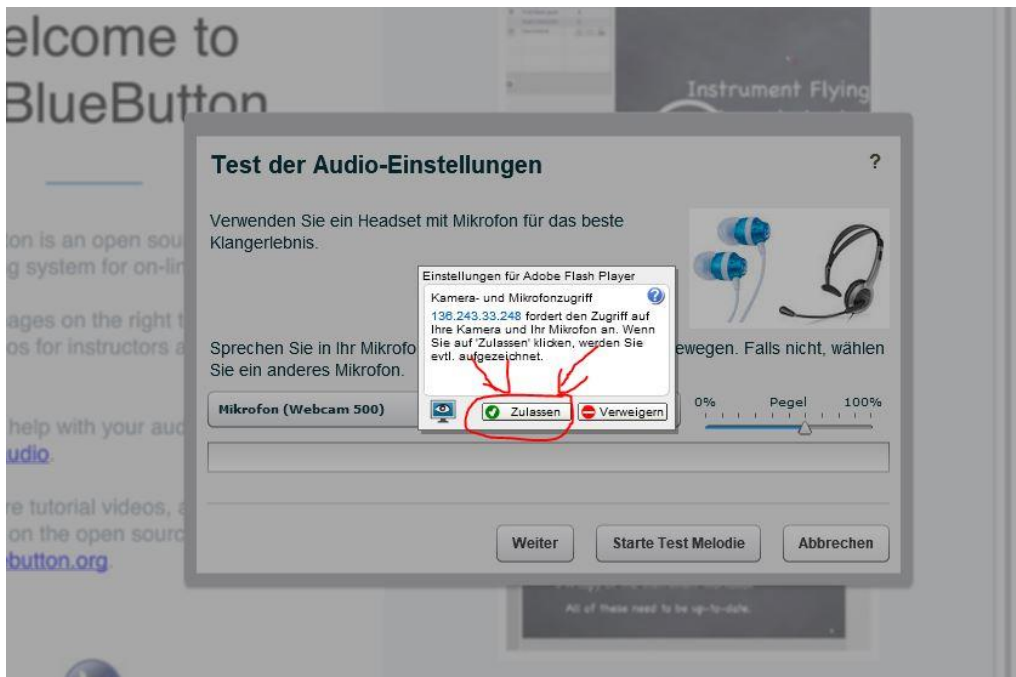 elcome to
BlueButton
Instrument Flying
Test der Audio-Einstellungen
?
Verwenden Sie ein Headset mit Mikrofon für das beste
Klangerlebnis.
ton is an open sou
g system for on-lin
ages on the right t
os for instructors a
Einstellungen für Adobe Flash Player
Kamera- und Mikrofonzugriff
?
136.243.33.248 fordert den Zugriff auf
Ihre Kamera und Ihr Mikrofon an. Wenn
Sie auf 'Zulassen' klicken, werden Sie
evtl. aufgezeichnet.
Zulassen
Verweigern
Sprechen Sie in Ihr Mikrofo
ewegen. Falls nicht, wählen
Sie ein anderes Mikrofon.
Mikrofon (Webcam 500)
0% Pegel 100%
help with your aud
udio.
re tutorial videos, a
on the open sourc
ebutton.org.
Weiter
Starte Test Melodie
Abbrechen
All of these need to be up-to-date.